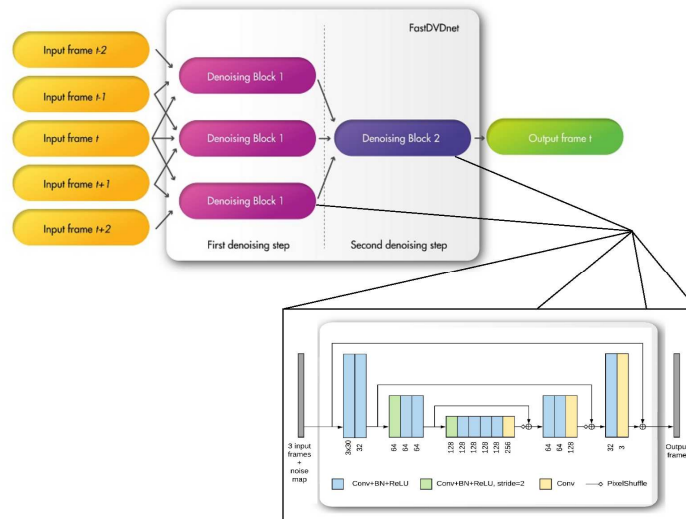 FastDVDnet
Input frame t-2
Input frame t-1
Input frame t
Input frame t+1
Input frame t+2
Denoising Block 1
Denoising Block 1
Denoising Block 1
Denoising Block 2
Output frame t
First denoising step
Second denoising step
3 input
frames
+
noise
map
3x30
32
64
64
64
128
128
128
128
128
256
64
64
128
32
3
Output
frame
Conv+BN+ReLU
Conv+BN+ReLU, stride=2
Conv
PixelShuffle